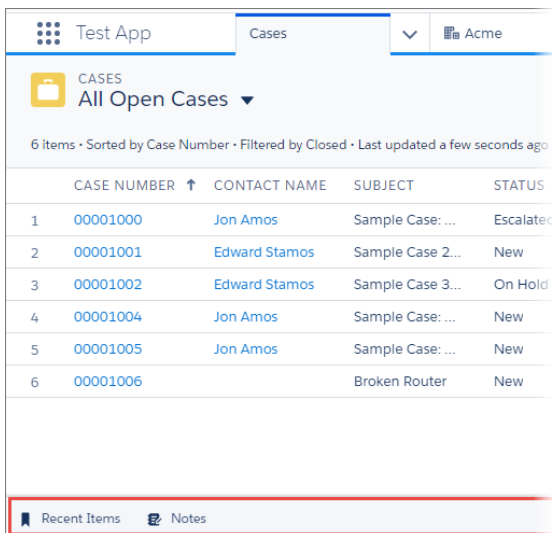 Test App Cases Acme
CASES
All Open Cases
6 items • Sorted by Case Number • Filtered by Closed • Last updated a few seconds ago
CASE NUMBER ↑ CONTACT NAME SUBJECT STATUS
1 00001000 Jon Amos Sample Case: ... Escalated
2 00001001 Edward Stamos Sample Case 2... New
3 00001002 Edward Stamos Sample Case 3... On Hold
4 00001004 Jon Amos Sample Case: ... New
5 00001005 Jon Amos Sample Case: ... New
6 00001006 Broken Router New
Recent Items Notes